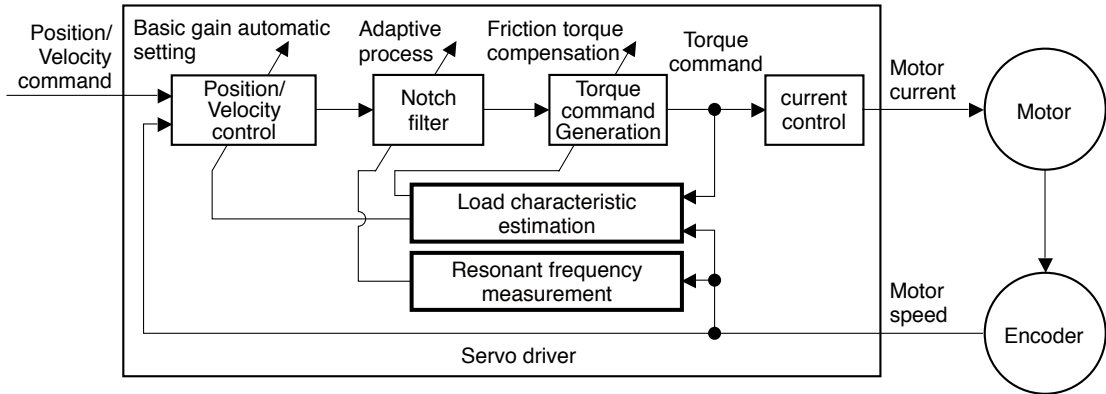 Position/
Velocity
command
Basic gain automatic
setting
Adaptive
process
Friction torque
compensation
Torque
command
Motor
current
Position/
Velocity
control
Notch
filter
Torque
command
Generation
current
control
Motor
Load characteristic
estimation
Resonant frequency
measurement
Motor
speed
Encoder
Servo driver